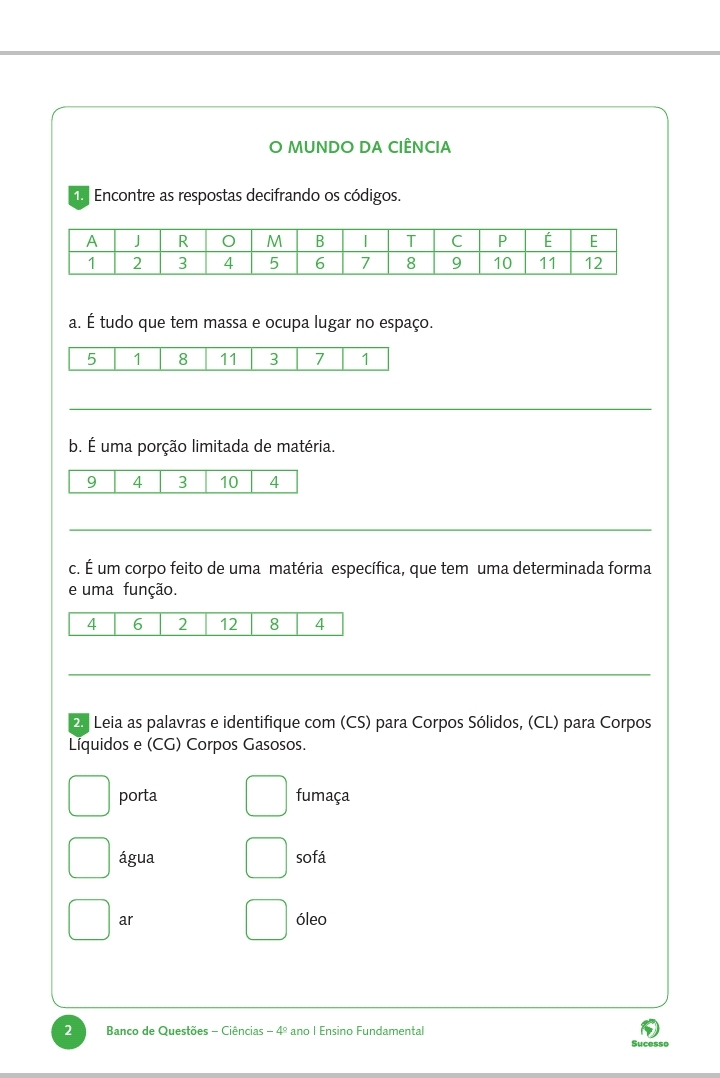 O MUNDO DA CIÊNCIA
1. Encontre as respostas decifrando os códigos.
A J R O M B I T C P É E
1 2 3 4 5 6 7 8 9 10 11 12
a. É tudo que tem massa e ocupa lugar no espaço.
5 1 8 11 3 7 1
b. É uma porção limitada de matéria.
9 4 3 10 4
c. É um corpo feito de uma matéria específica, que tem uma determinada forma
e uma função.
4 6 2 12 8 4
2. Leia as palavras e identifique com (CS) para Corpos Sólidos, (CL) para Corpos
Líquidos e (CG) Corpos Gasosos.
porta fumaça
água sofá
ar óleo
2 Banco de Questões – Ciências – 4º ano I Ensino Fundamental
Sucesso